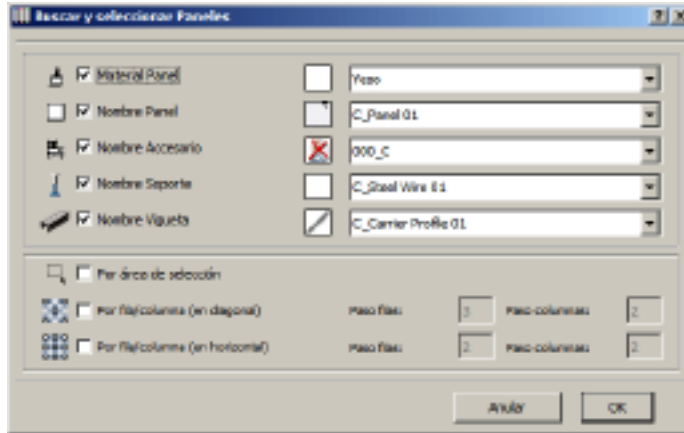 Buscar y seleccionar Paneles
Material Panel Yeso
Nombre Panel C_Panel 01
Nombre Accesorio 000_C
Nombre Soporte C_Steel Wire 01
Nombre Vigueta C_Carrier Profile 01
Por área de selección
Por fila/columna (en diagonal) Paso filas: 3 Paso columnas: 2
Por fila/columna (en horizontal) Paso filas: 2 Paso columnas: 2
Anular OK